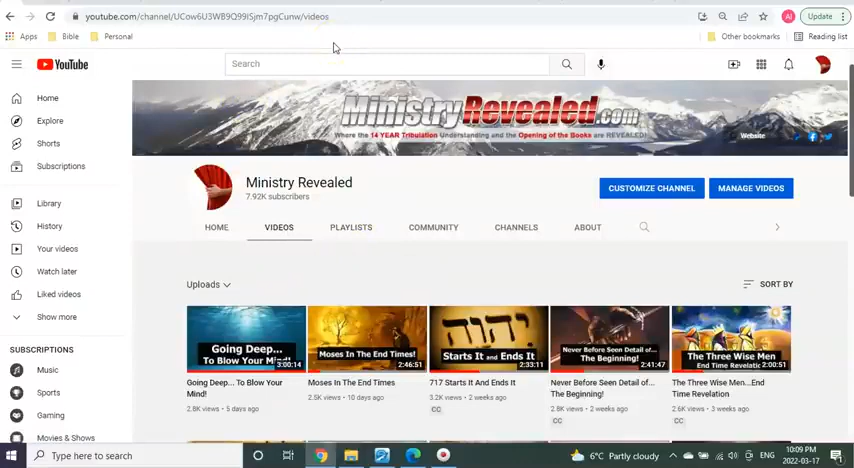 youtube.com/channel/UCow6U3WB9Q99ISjm7pgCunw/videos
Update
Apps
Bible
Personal
Other bookmarks
Reading list
YouTube
Search
Home
Explore
Shorts
Subscriptions
Library
History
Your videos
Watch later
Liked videos
Show more
SUBSCRIPTIONS
Music
Sports
Gaming
Movies & Shows
MinistryRevealed.com
Where the 14 YEAR Tribulation Understanding and the Opening of the Books are REVEALED!
Website
Ministry Revealed
7.92K subscribers
CUSTOMIZE CHANNEL
MANAGE VIDEOS
HOME
VIDEOS
PLAYLISTS
COMMUNITY
CHANNELS
ABOUT
Uploads
SORT BY
Going Deep...
To Blow Your Mind!
3:00:14
Going Deep... To Blow Your
Mind!
2.8K views • 5 days ago
Moses In The End Times!
2:46:51
Moses In The End Times
2.5K views • 10 days ago
יהוה
Starts It and Ends It
2:33:11
717 Starts It And Ends It
3.2K views • 2 weeks ago
CC
Never Before Seen Detail of...
The Beginning!
2:41:47
Never Before Seen Detail of...
The Beginning!
2.8K views • 2 weeks ago
CC
The Three Wise Men
End Time Revelation
2:00:51
The Three Wise Men...End
Time Revelation
2.6K views • 3 weeks ago
CC
Type here to search
6°C Partly cloudy
ENG
10:09 PM
2022-03-17